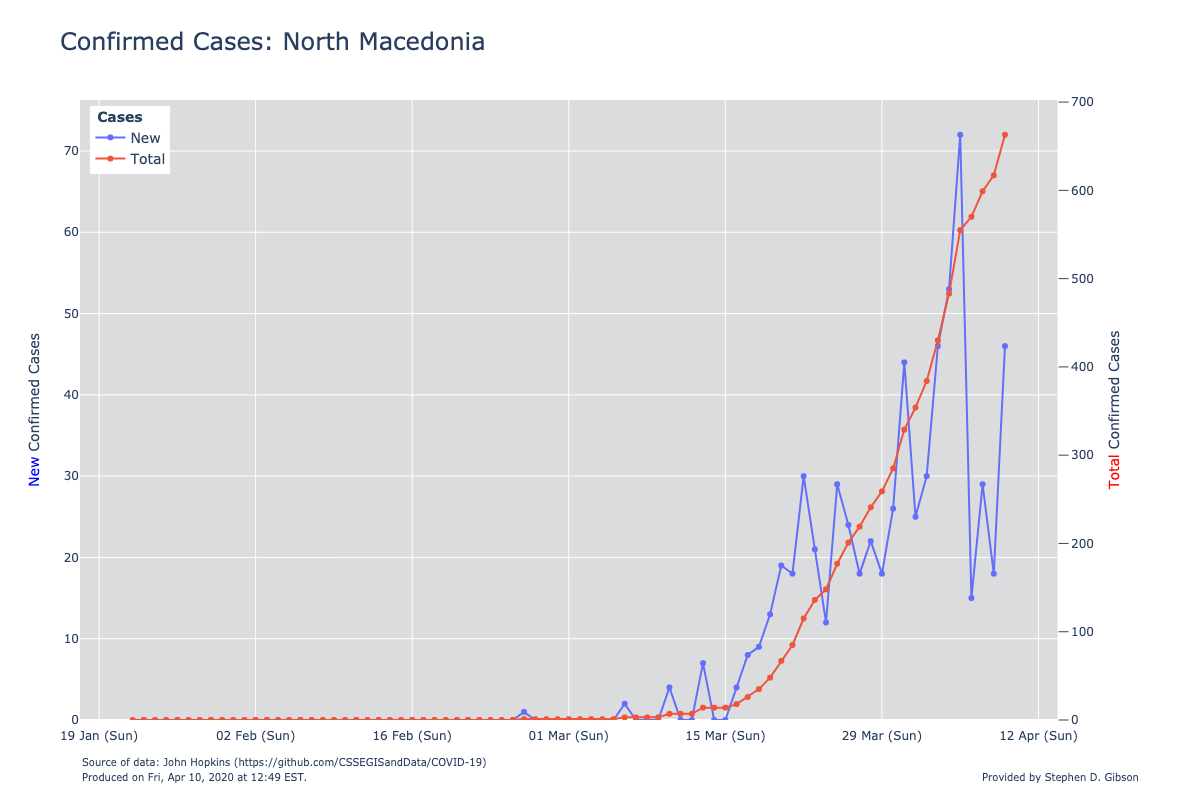 Confirmed Cases: North Macedonia
Cases
New
Total
70
60
50
40
30
20
10
0
700
600
500
400
300
200
100
0
New Confirmed Cases
Total Confirmed Cases
19 Jan (Sun) 02 Feb (Sun) 16 Feb (Sun) 01 Mar (Sun) 15 Mar (Sun) 29 Mar (Sun) 12 Apr (Sun)
Source of data: John Hopkins (https://github.com/CSSEGISandData/COVID-19)
Produced on Fri, Apr 10, 2020 at 12:49 EST.
Provided by Stephen D. Gibson